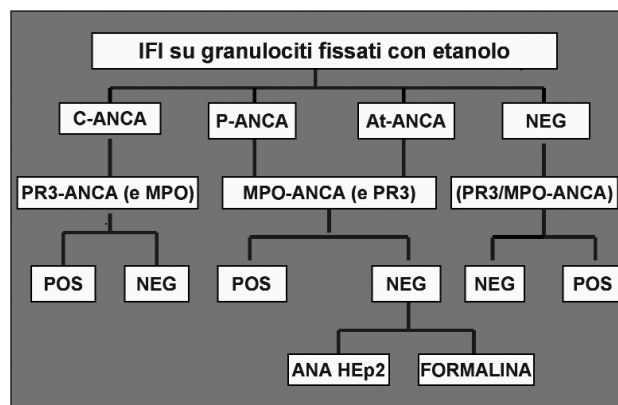 IFI su granulociti fissati con etanolo
C-ANCA P-ANCA At-ANCA NEG
PR3-ANCA (e MPO) MPO-ANCA (e PR3) (PR3/MPO-ANCA)
POS NEG POS NEG NEG POS
ANA HEp2 FORMALINA